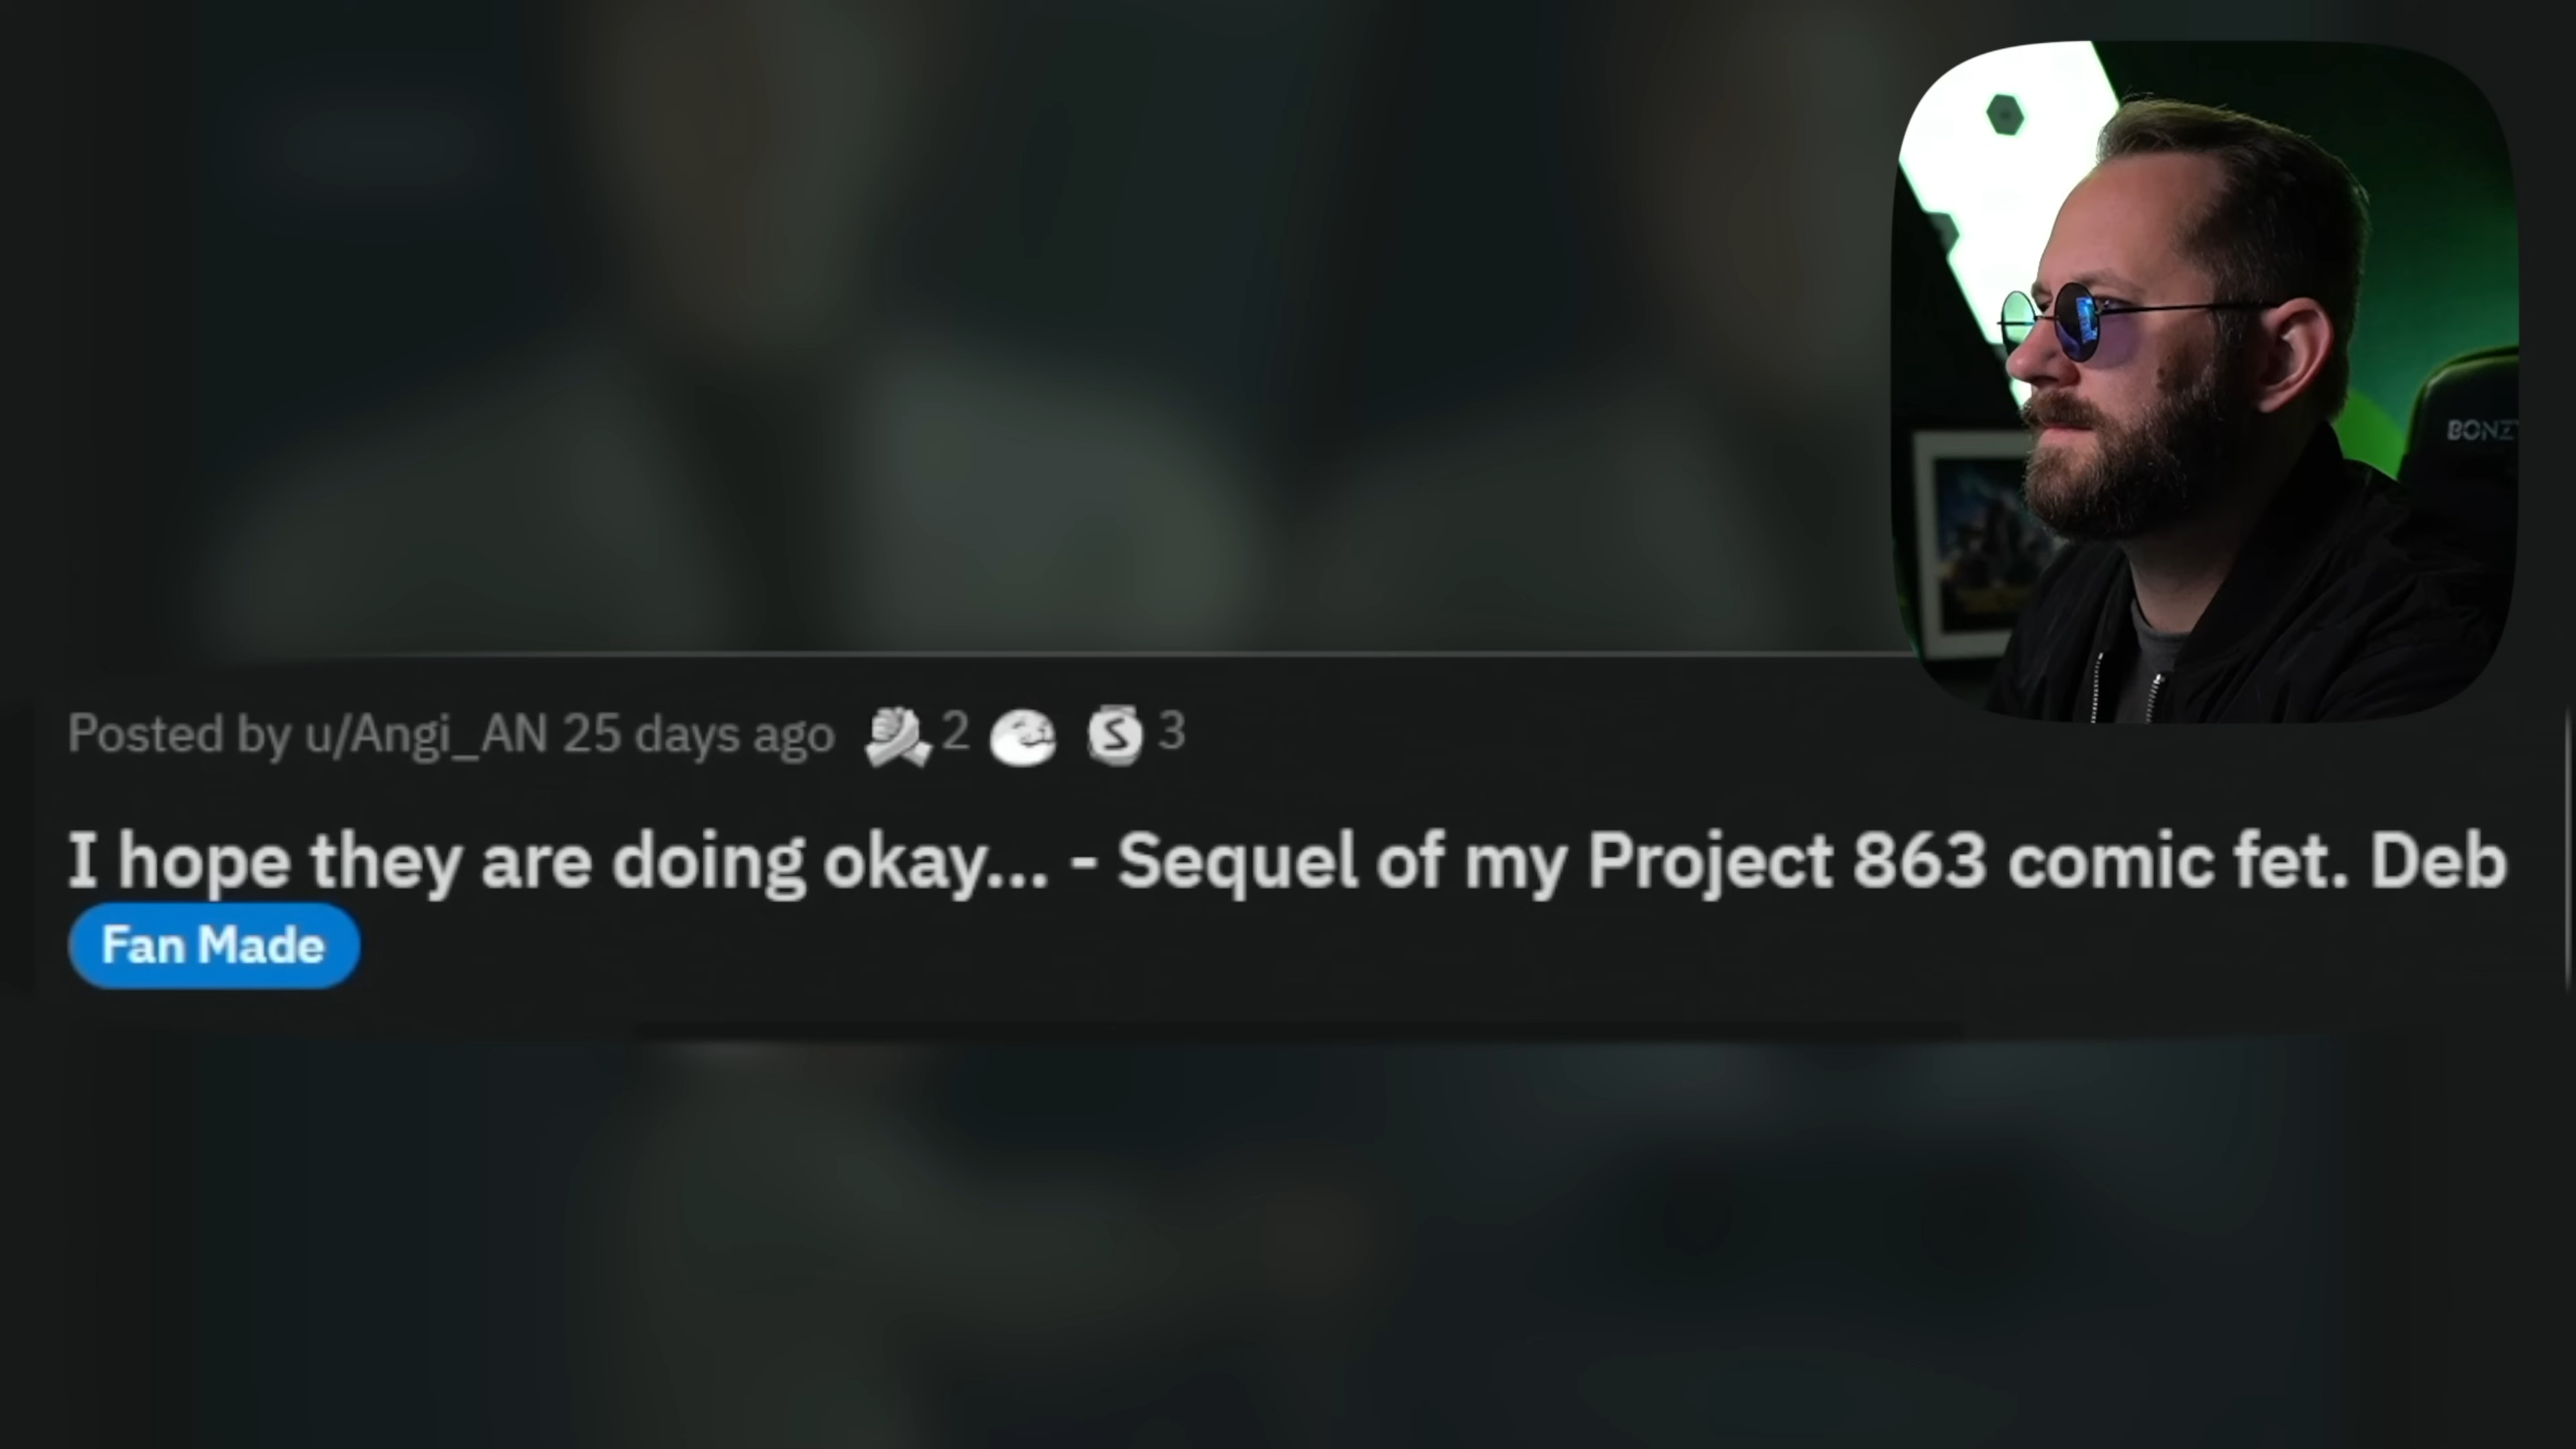 BONZ
Posted by u/Angi_AN 25 days ago 2 S 3
I hope they are doing okay... - Sequel of my Project 863 comic fet. Deb
Fan Made